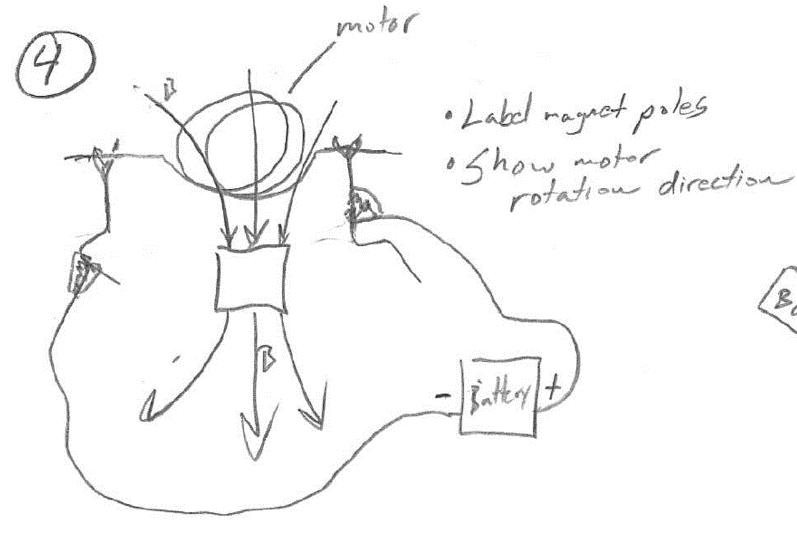 4
motor
B
• Label magnet poles
• Show motor
rotation direction
B
- Battery +